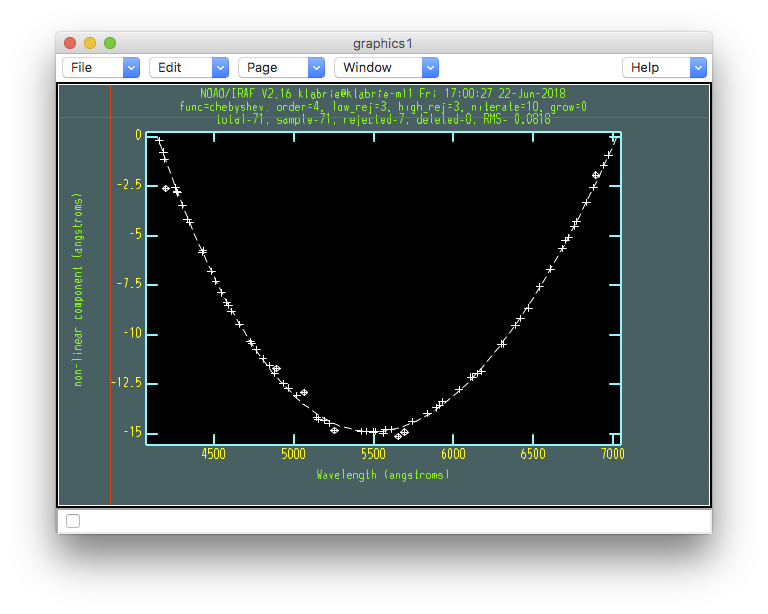 graphics1
File Edit Page Window Help
NOAO/IRAF V2.16 klabrie@klabrie-ml1 Fri 17:00:27 22-Jun-2018
func=chebyshev, order=4, low_rej=3, high_rej=3, niterate=10, grow=0
total=71, sample=71, rejected=7, deleted=0, RMS= 0.0818
0
-2.5
-5
-7.5
-10
-12.5
-15
non-linear component (angstroms)
4500 5000 5500 6000 6500 7000
Wavelength (angstroms)